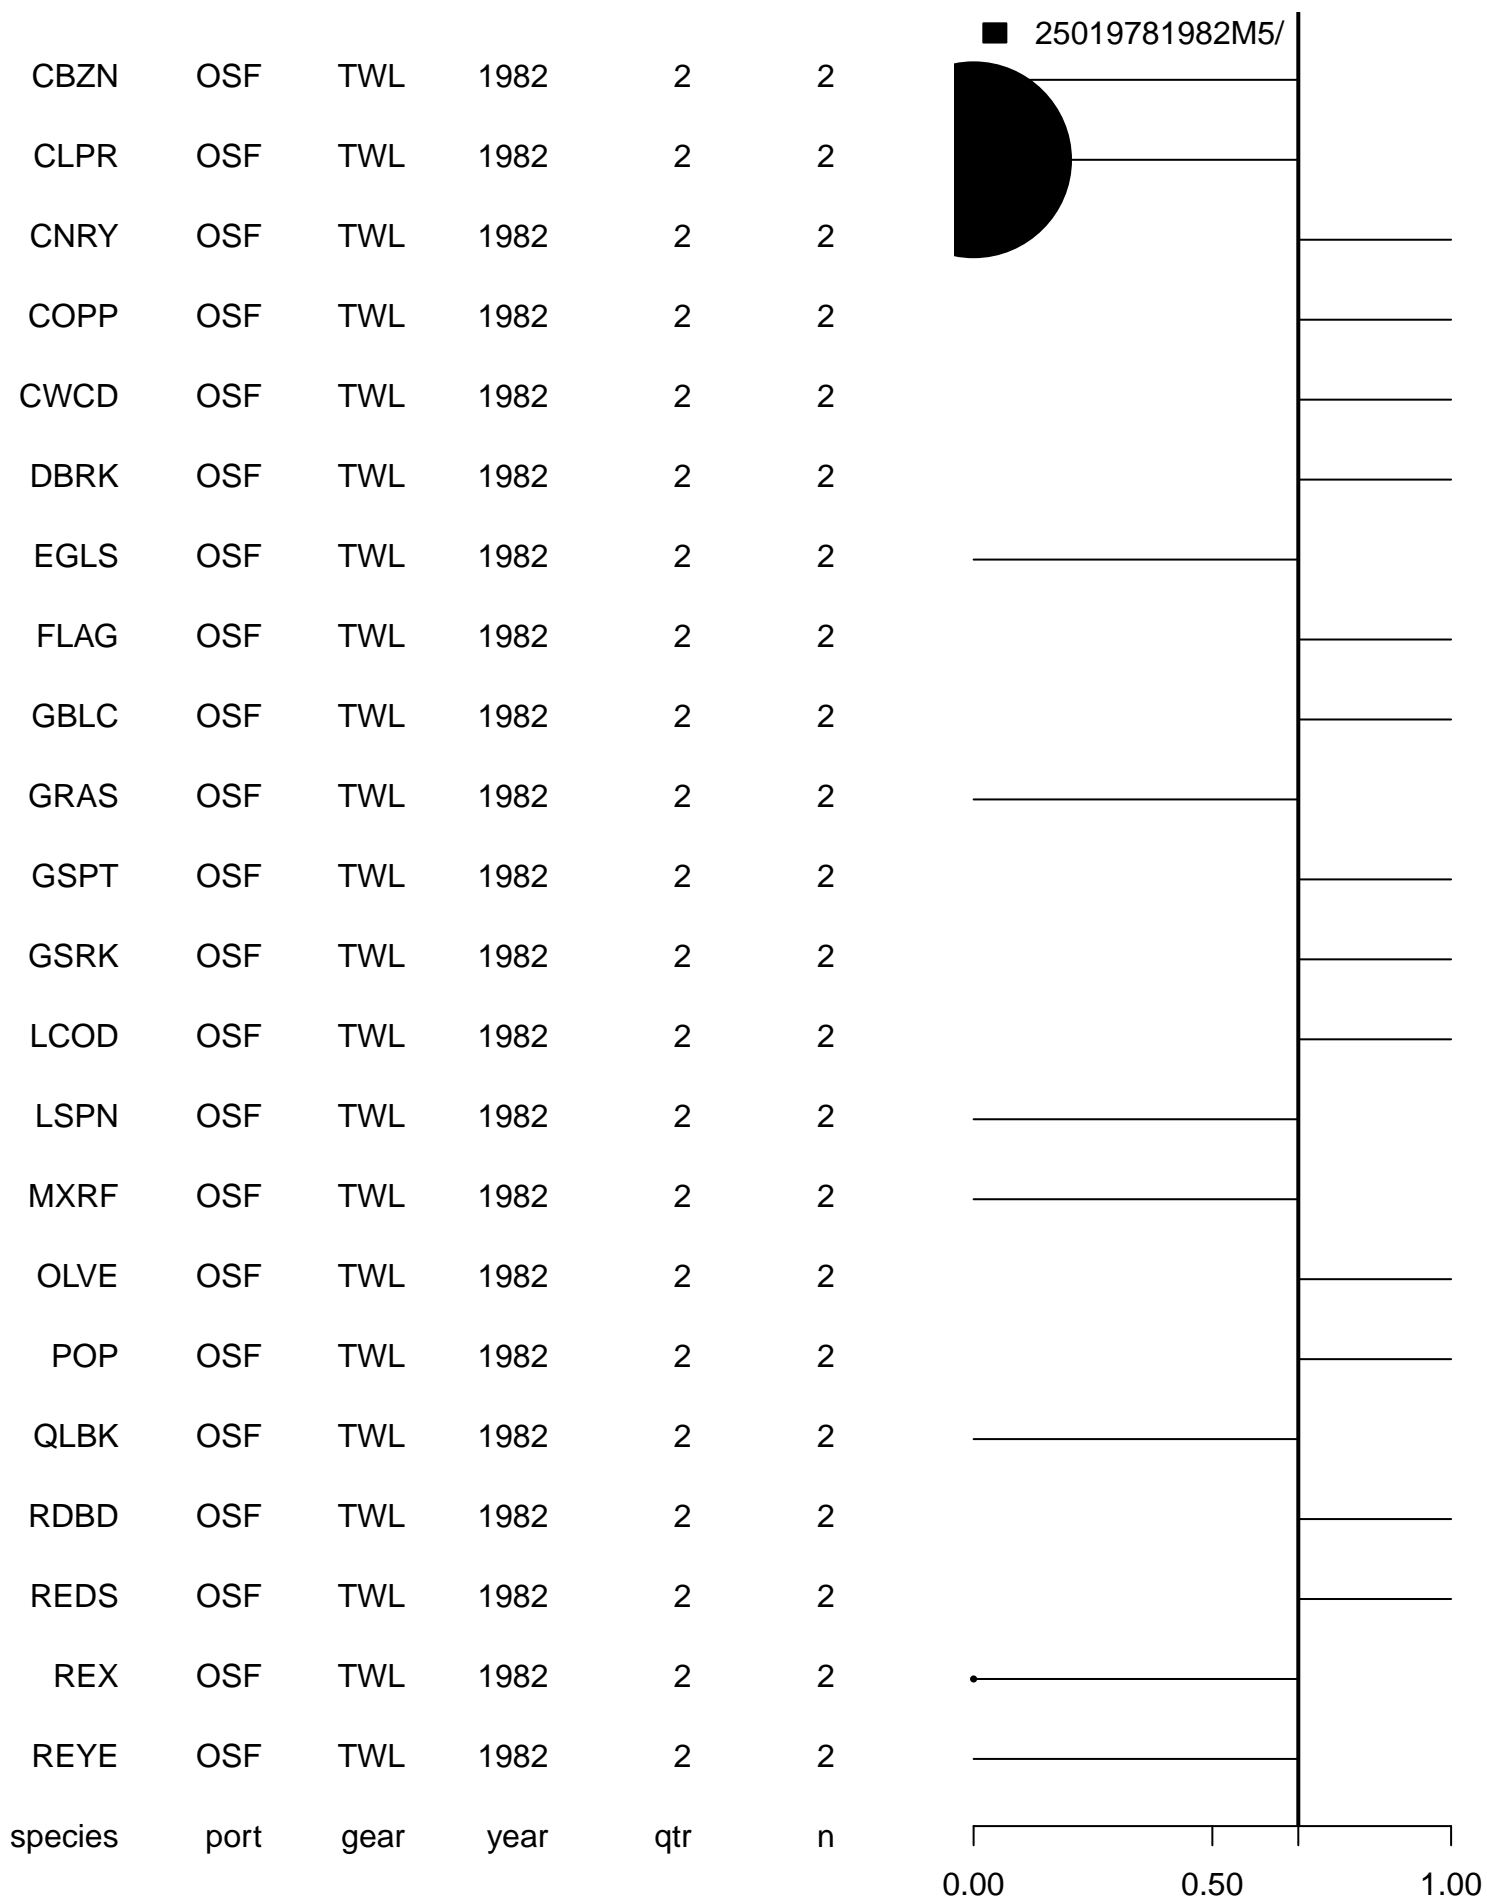 25019781982M5/
CBZN OSF TWL 1982 2 2
CLPR OSF TWL 1982 2 2
CNRY OSF TWL 1982 2 2
COPP OSF TWL 1982 2 2
CWCD OSF TWL 1982 2 2
DBRK OSF TWL 1982 2 2
EGLS OSF TWL 1982 2 2
FLAG OSF TWL 1982 2 2
GBLC OSF TWL 1982 2 2
GRAS OSF TWL 1982 2 2
GSPT OSF TWL 1982 2 2
GSRK OSF TWL 1982 2 2
LCOD OSF TWL 1982 2 2
LSPN OSF TWL 1982 2 2
MXRF OSF TWL 1982 2 2
OLVE OSF TWL 1982 2 2
POP OSF TWL 1982 2 2
QLBK OSF TWL 1982 2 2
RDBD OSF TWL 1982 2 2
REDS OSF TWL 1982 2 2
REX OSF TWL 1982 2 2
REYE OSF TWL 1982 2 2
species port gear year qtr n
0.00 0.50 1.00